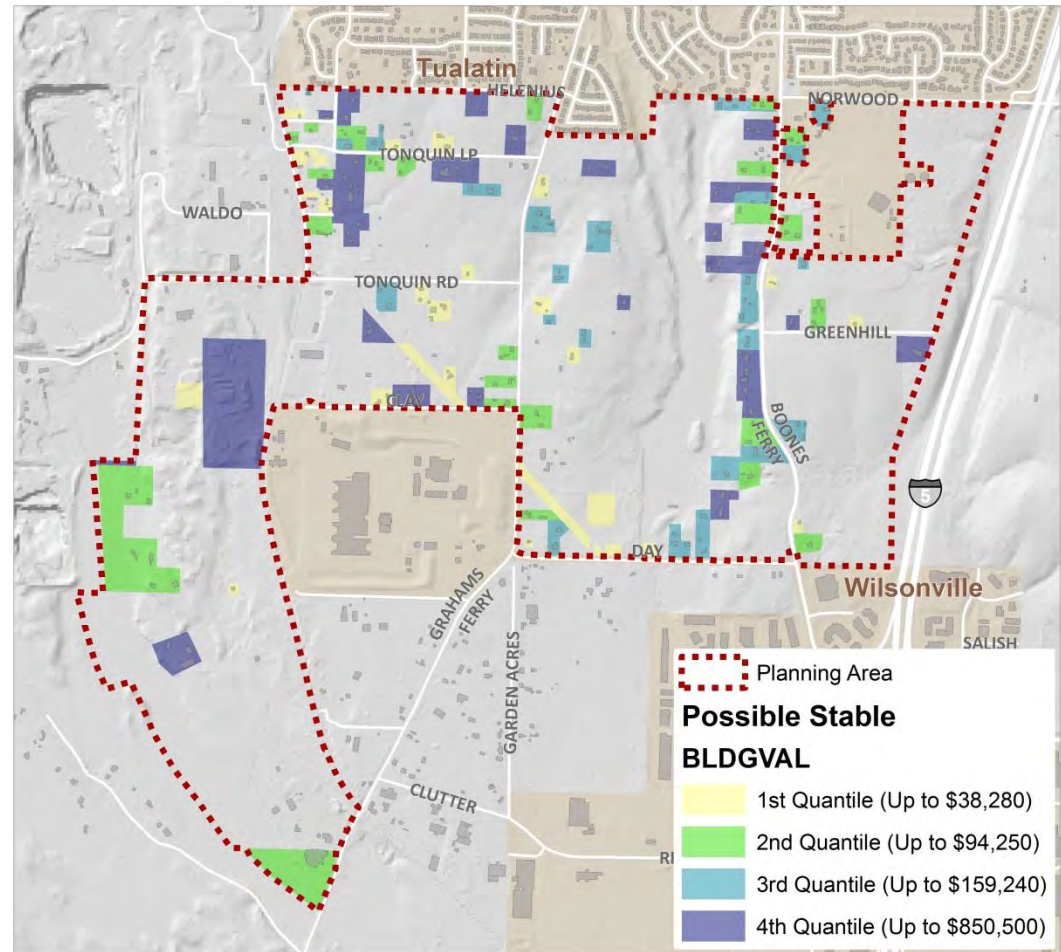 Tualatin
HELENIUS
NORWOOD
TONQUIN LP
WALDO
TONQUIN RD
GREENHILL
CLAY
BOONES
FERRY
5
DAY
Wilsonville
GRAHAMS
FERRY
GARDEN ACRES
SALISH
CLUTTER
Planning Area
Possible Stable
BLDGVAL
1st Quantile (Up to $38,280)
2nd Quantile (Up to $94,250)
3rd Quantile (Up to $159,240)
4th Quantile (Up to $850,500)